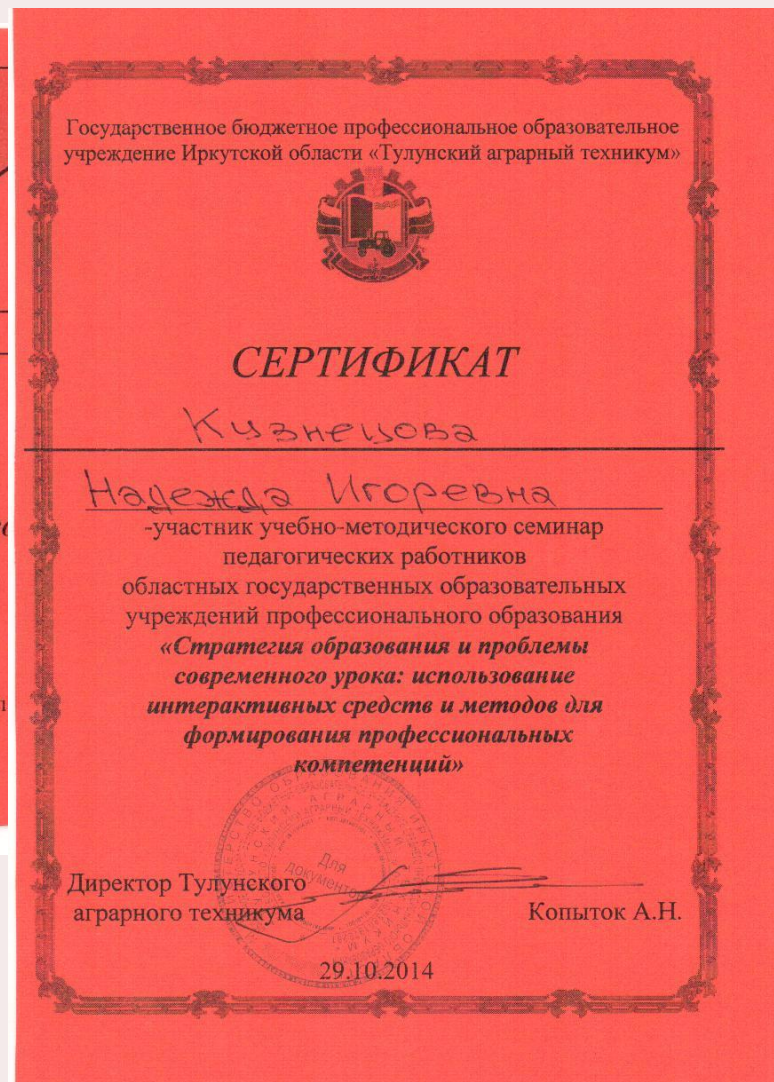 Государственное бюджетное профессиональное образовательное
учреждение Иркутской области «Тулунский аграрный техникум»
СЕРТИФИКАТ
Кузнецова
Надежда Игоревна
-участник учебно-методического семинар
педагогических работников
областных государственных образовательных
учреждений профессионального образования
«Стратегия образования и проблемы
современного урока: использование
интерактивных средств и методов для
формирования профессиональных
компетенций»
Для
документов
Директор Тулунского
аграрного техникума
Копыток А.Н.
29.10.2014